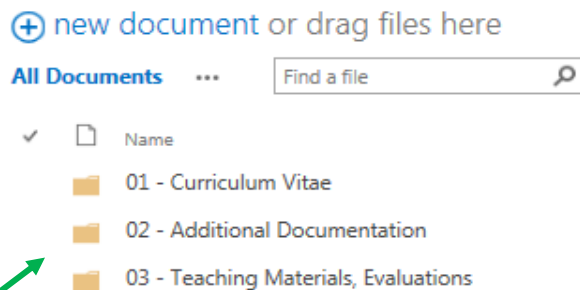 new document or drag files here
All Documents ... Find a file
Name
01 - Curriculum Vitae
02 - Additional Documentation
03 - Teaching Materials, Evaluations